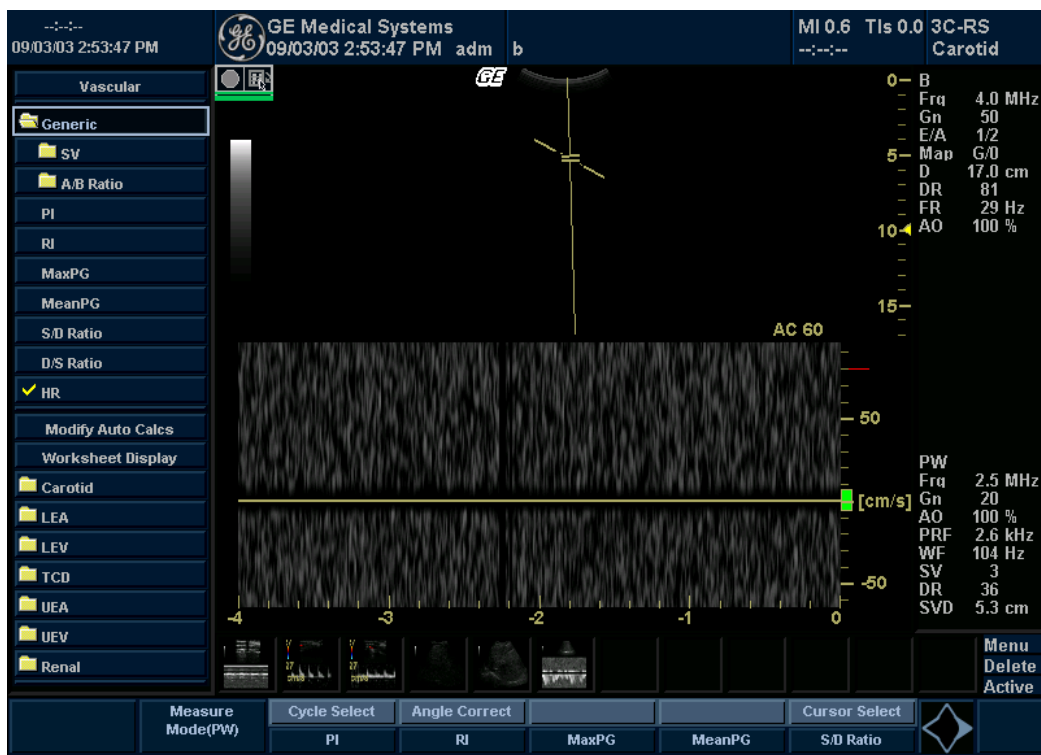 --:--:--
09/03/03 2:53:47 PM
GE Medical Systems
09/03/03 2:53:47 PM adm b
MI 0.6 TIs 0.0
--:--:--
3C-RS
Carotid
Vascular
Generic
SV
A/B Ratio
PI
RI
MaxPG
MeanPG
S/D Ratio
D/S Ratio
HR
Modify Auto Calcs
Worksheet Display
Carotid
LEA
LEV
TCD
UEA
UEV
Renal
GE
0
5
10
15
AC 60
50
[cm/s]
-50
-4 -3 -2 -1 0
B
Frq 4.0 MHz
Gn 50
E/A 1/2
Map G/0
D 17.0 cm
DR 81
FR 29 Hz
AO 100 %
PW
Frq 2.5 MHz
Gn 20
AO 100 %
PRF 2.6 kHz
WF 104 Hz
SV 3
DR 36
SVD 5.3 cm
Menu
Delete
Active
Measure
Mode(PW)
Cycle Select Angle Correct Cursor Select
PI RI MaxPG MeanPG S/D Ratio